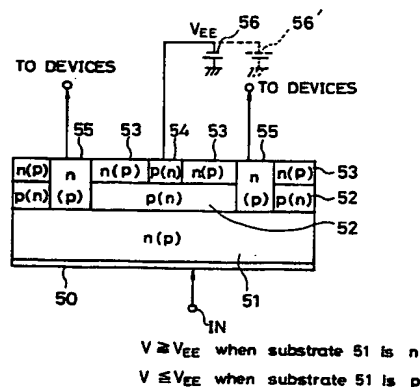 56 56'
VEE
TO DEVICES TO DEVICES
55 53 54 53 55
n(p) n (p) n(p) p(n) n(p) n (p) n(p) 53
p(n) p(n) p(n) 52
52
n(p)
50 51
IN
V ≧ VEE when substrate 51 is n
V ≦ VEE when substrate 51 is p